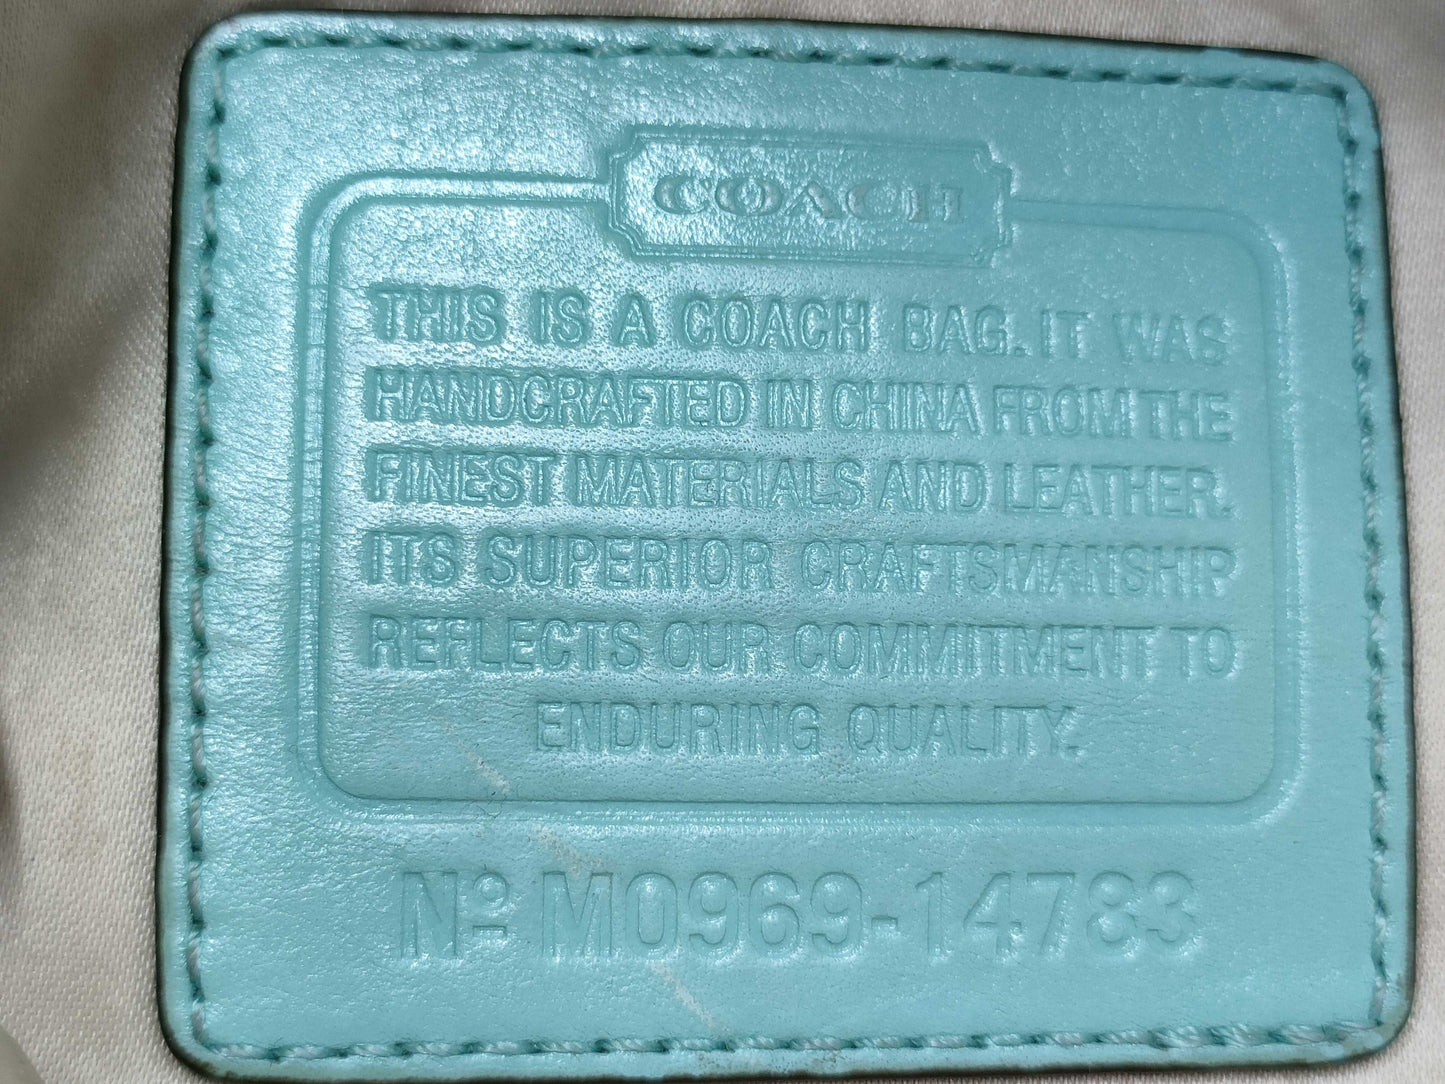 COACH
THIS IS A COACH BAG. IT WAS
HANDCRAFTED IN CHINA FROM THE
FINEST MATERIALS AND LEATHER.
ITS SUPERIOR CRAFTSMANSHIP
REFLECTS OUR COMMITMENT TO
ENDURING QUALITY.
Nº M0969-14783